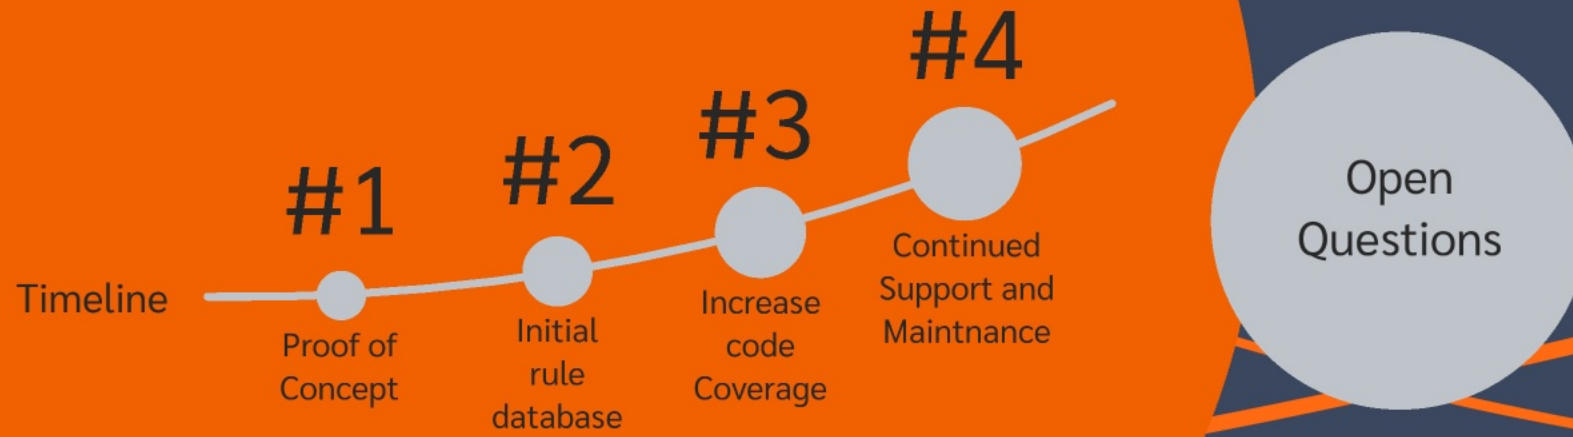 Timeline
#1
Proof of
Concept
#2
Initial
rule
database
#3
Increase
code
Coverage
#4
Continued
Support and
Maintnance
Open
Questions